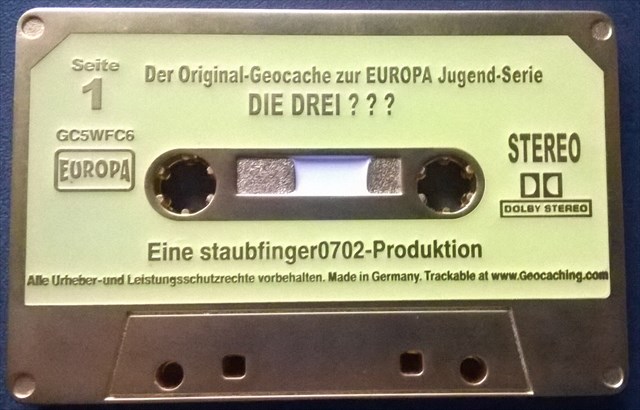 Seite
1
Der Original-Geocache zur EUROPA Jugend-Serie
DIE DREI ? ? ?
GC5WFC6
EUROPA
STEREO
DOLBY STEREO
Eine staubfinger0702-Produktion
Alle Urheber-und Leistungsschutzrechte vorbehalten. Made in Germany. Trackable at www.Geocaching.com